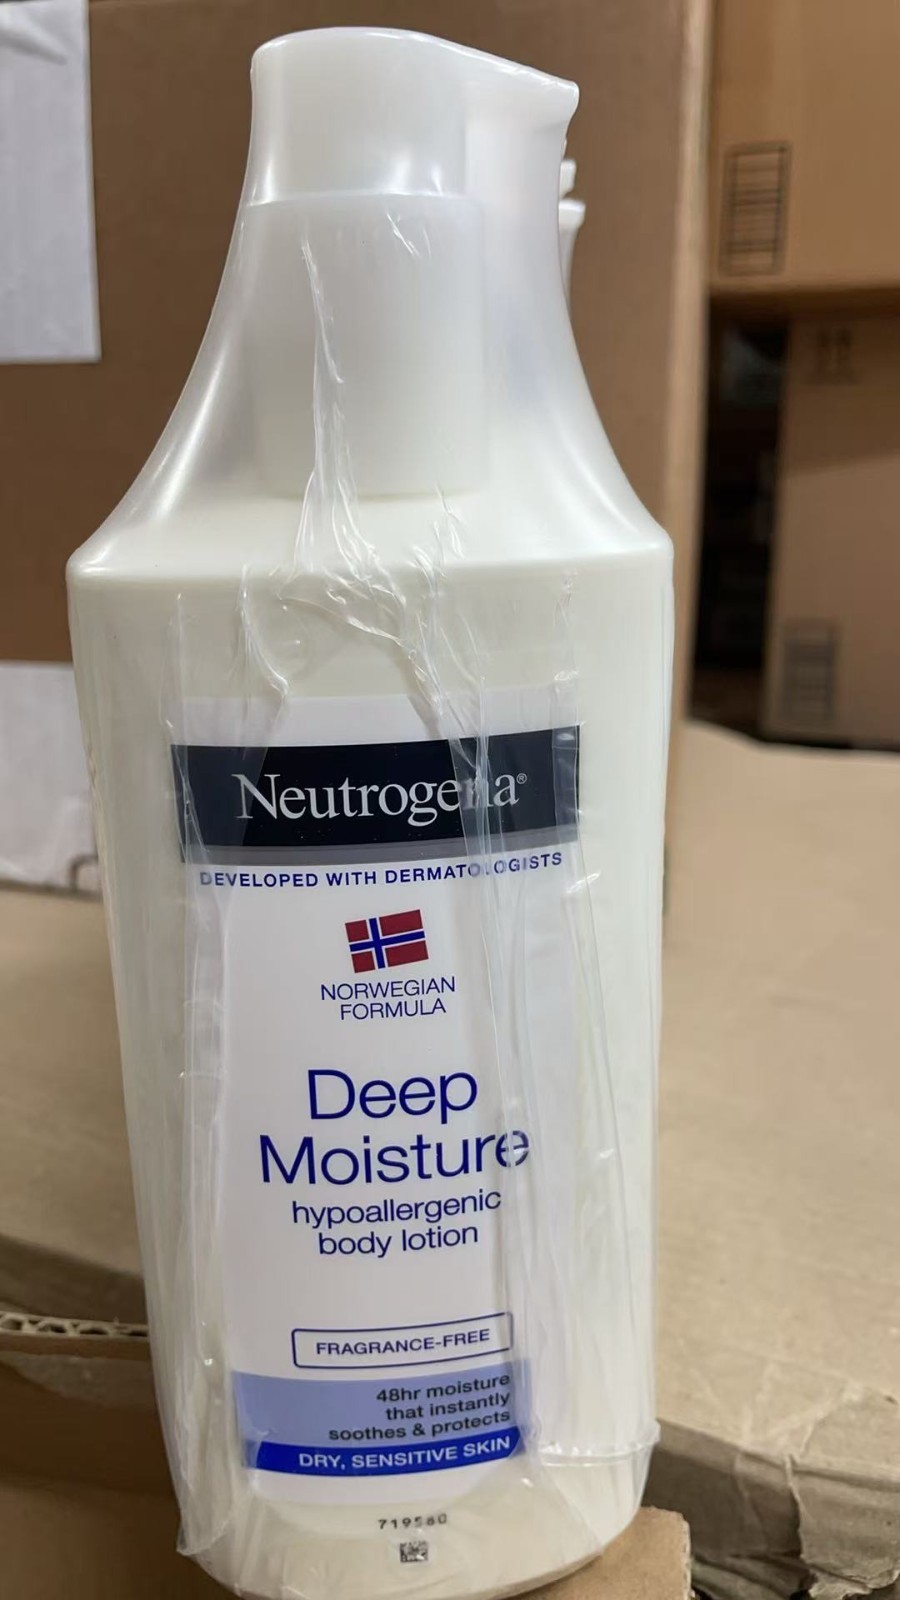 Neutrogena®
DEVELOPED WITH DERMATOLOGISTS
NORWEGIAN
FORMULA
Deep
Moisture
hypoallergenic
body lotion
FRAGRANCE-FREE
48hr moisture
that instantly
soothes & protects
DRY, SENSITIVE SKIN
719580